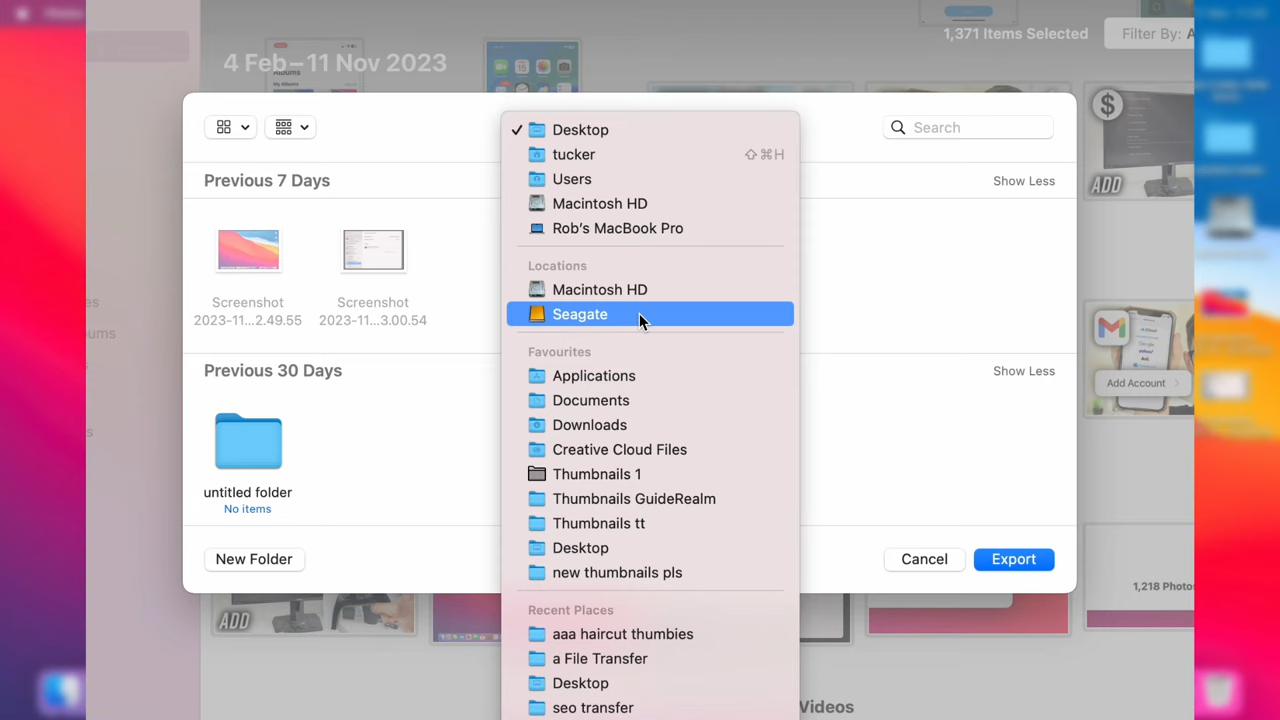 1,371 Items Selected
Filter By: A
4 Feb – 11 Nov 2023
Search
Desktop
tucker ⇧⌘H
Users
Macintosh HD
Rob's MacBook Pro
Locations
Macintosh HD
Seagate
Favourites
Applications
Documents
Downloads
Creative Cloud Files
Thumbnails 1
Thumbnails GuideRealm
Thumbnails tt
Desktop
new thumbnails pls
Recent Places
aaa haircut thumbies
a File Transfer
Desktop
seo transfer
Previous 7 Days
Show Less
Screenshot
2023-11...2.49.55
Screenshot
2023-11...3.00.54
Previous 30 Days
Show Less
untitled folder
No items
New Folder
Cancel
Export
ADD
Add Account
1,218 Photos
ADD
Videos